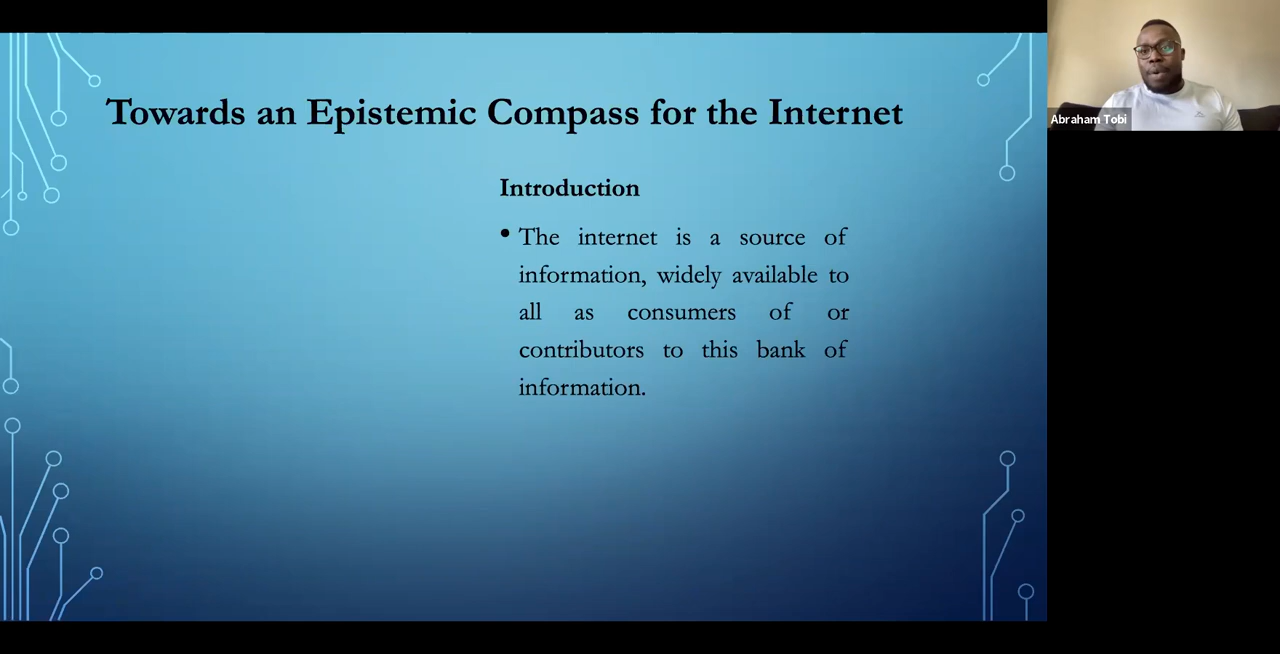 Towards an Epistemic Compass for the Internet
Introduction
• The internet is a source of
information, widely available to
all as consumers of or
contributors to this bank of
information.
Abraham Tobi